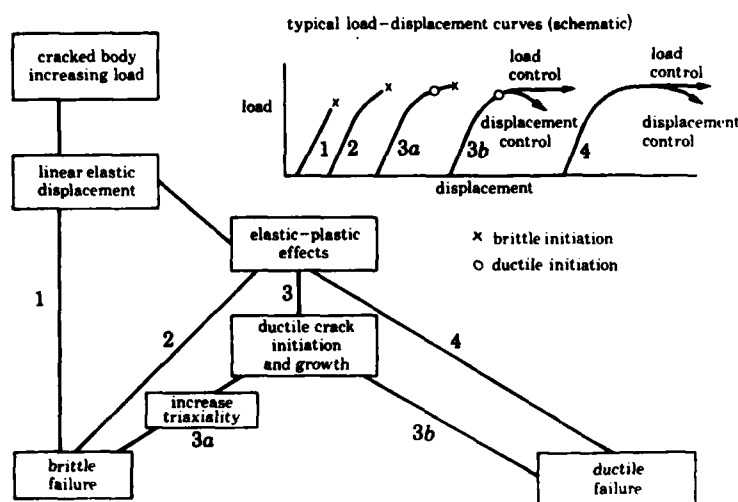 typical load–displacement curves (schematic)
cracked body
increasing load
load
control
load
control
load
displacement
control
displacement
control
1
2
3a
3b
4
displacement
linear elastic
displacement
elastic–plastic
effects
× brittle initiation
○ ductile initiation
1
2
3
4
ductile crack
initiation
and growth
increase
triaxiality
3a
3b
brittle
failure
ductile
failure